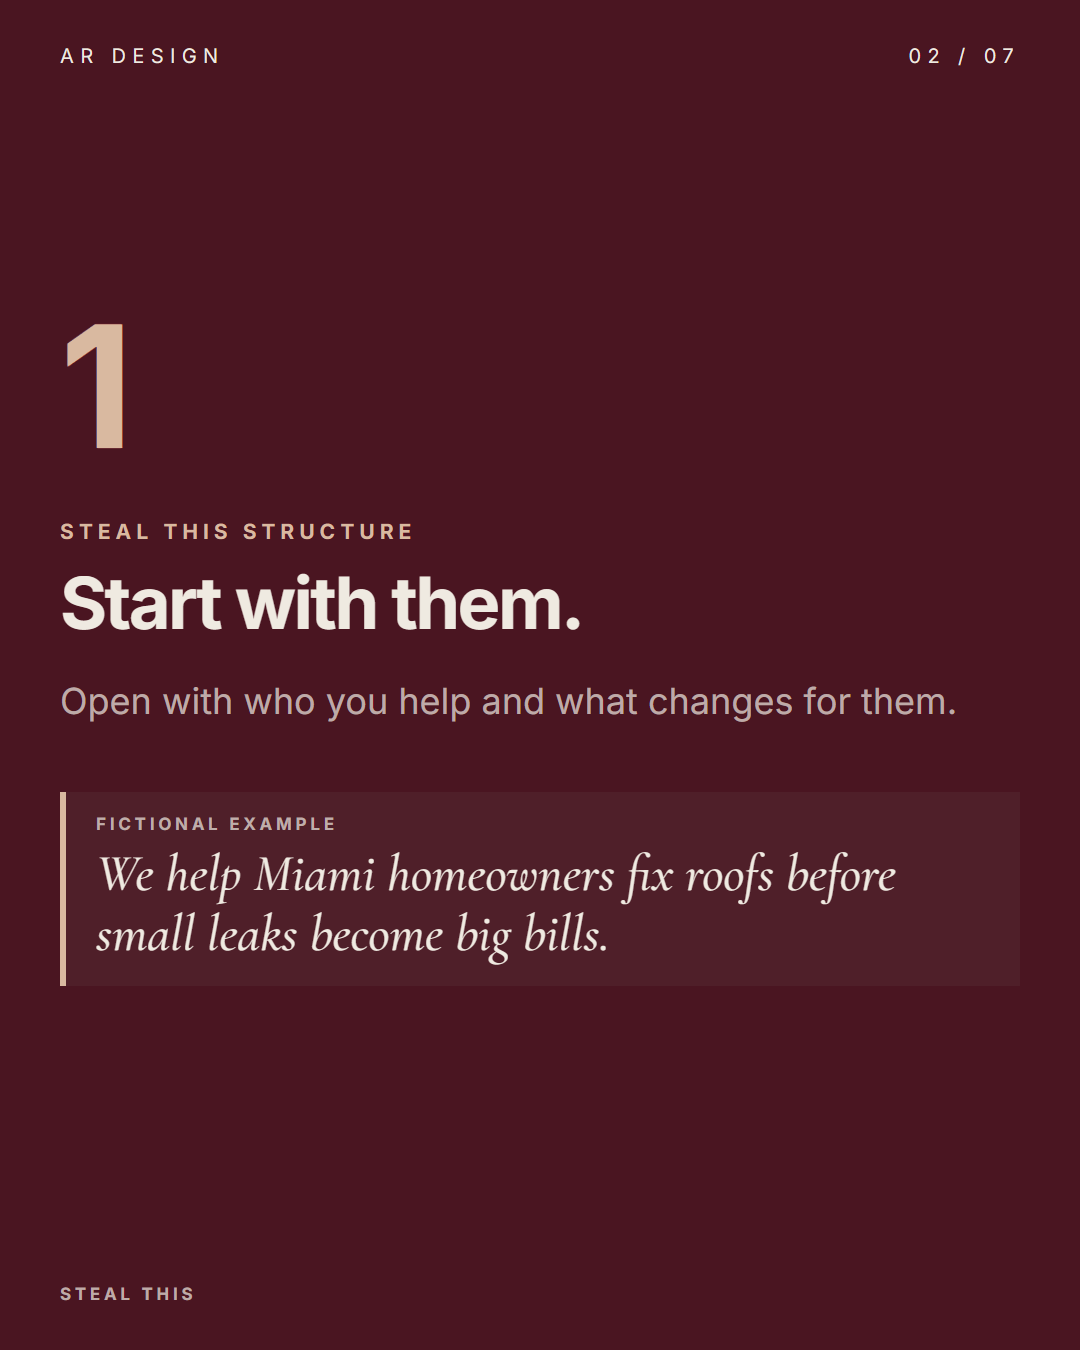 AR DESIGN
02 / 07
1
STEAL THIS STRUCTURE
Start with them.
Open with who you help and what changes for them.
FICTIONAL EXAMPLE
We help Miami homeowners fix roofs before
small leaks become big bills.
STEAL THIS